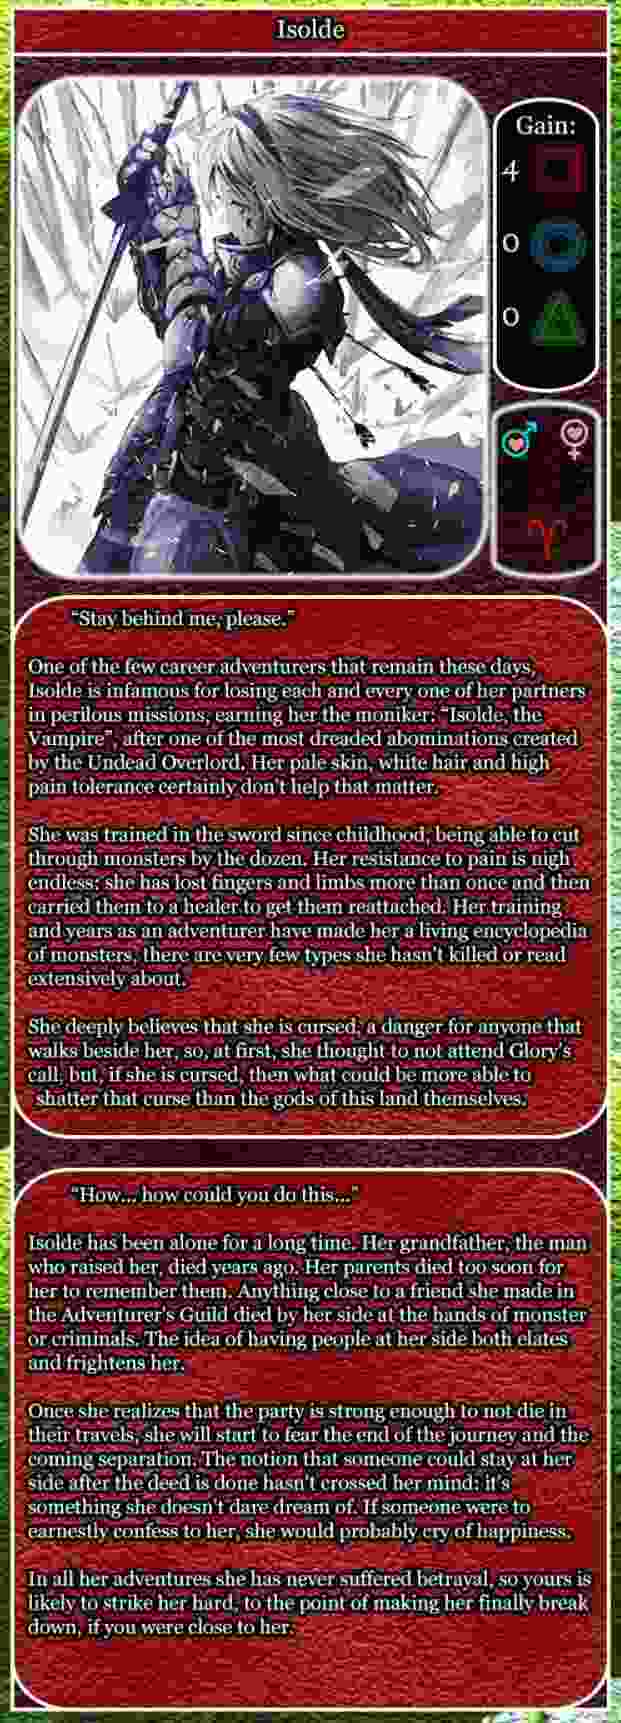 Isolde
Gain:
4
0
0
“Stay behind me, please.”
One of the few career adventurers that remain these days,
Isolde is infamous for losing each and every one of her partners
in perilous missions, earning her the moniker: “Isolde, the
Vampire”, after one of the most dreaded abominations created
by the Undead Overlord. Her pale skin, white hair and high
pain tolerance certainly don't help that matter.
She was trained in the sword since childhood, being able to cut
through monsters by the dozen. Her resistance to pain is nigh
endless: she has lost fingers and limbs more than once and then
carried them to a healer to get them reattached. Her training
and years as an adventurer have made her a living encyclopedia
of monsters, there are very few types she hasn't killed or read
extensively about.
She deeply believes that she is cursed, a danger for anyone that
walks beside her, so, at first, she thought to not attend Glory's
call, but, if she is cursed, then what could be more able to
shatter that curse than the gods of this land themselves.
“How... how could you do this...”
Isolde has been alone for a long time. Her grandfather, the man
who raised her, died years ago. Her parents died too soon for
her to remember them. Anything close to a friend she made in
the Adventurer's Guild died by her side at the hands of monster
or criminals. The idea of having people at her side both elates
and frightens her.
Once she realizes that the party is strong enough to not die in
their travels, she will start to fear the end of the journey and the
coming separation. The notion that someone could stay at her
side after the deed is done hasn't crossed her mind: it's
something she doesn't dare dream of. If someone were to
earnestly confess to her, she would probably cry of happiness.
In all her adventures she has never suffered betrayal, so yours is
likely to strike her hard, to the point of making her finally break
down, if you were close to her.